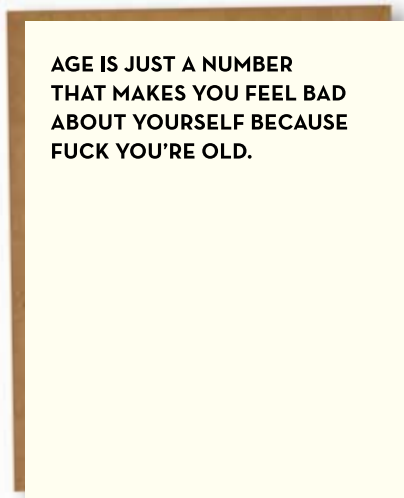 AGE IS JUST A NUMBER
THAT MAKES YOU FEEL BAD
ABOUT YOURSELF BECAUSE
FUCK YOU'RE OLD.